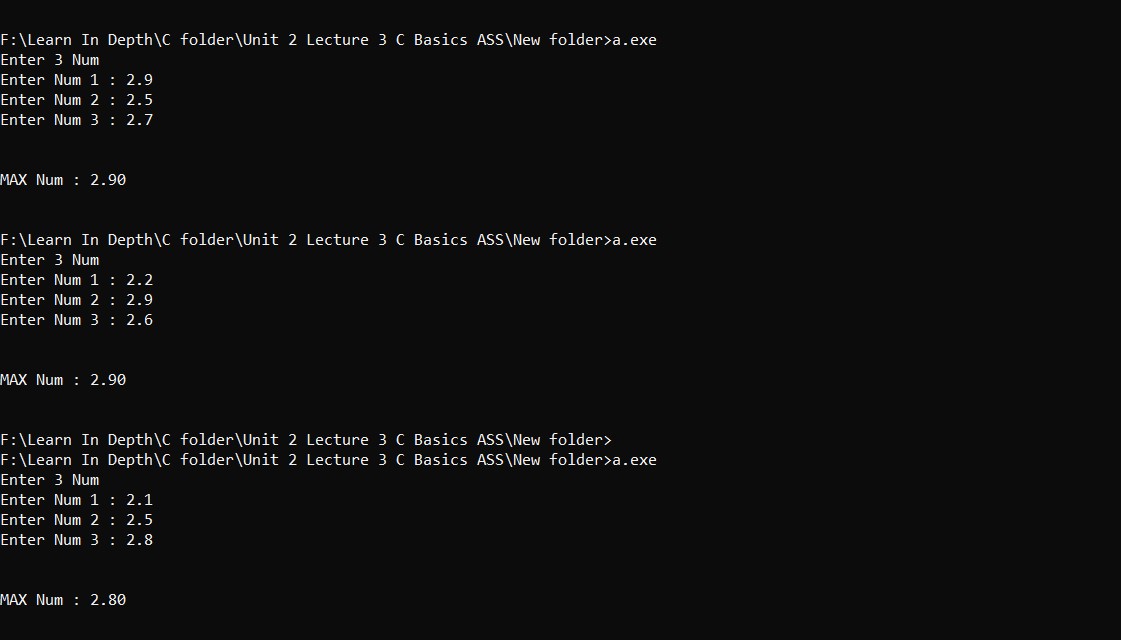 F:\Learn In Depth\C folder\Unit 2 Lecture 3 C Basics ASS\New folder>a.exe
Enter 3 Num
Enter Num 1 : 2.9
Enter Num 2 : 2.5
Enter Num 3 : 2.7
MAX Num : 2.90
F:\Learn In Depth\C folder\Unit 2 Lecture 3 C Basics ASS\New folder>a.exe
Enter 3 Num
Enter Num 1 : 2.2
Enter Num 2 : 2.9
Enter Num 3 : 2.6
MAX Num : 2.90
F:\Learn In Depth\C folder\Unit 2 Lecture 3 C Basics ASS\New folder>
F:\Learn In Depth\C folder\Unit 2 Lecture 3 C Basics ASS\New folder>a.exe
Enter 3 Num
Enter Num 1 : 2.1
Enter Num 2 : 2.5
Enter Num 3 : 2.8
MAX Num : 2.80